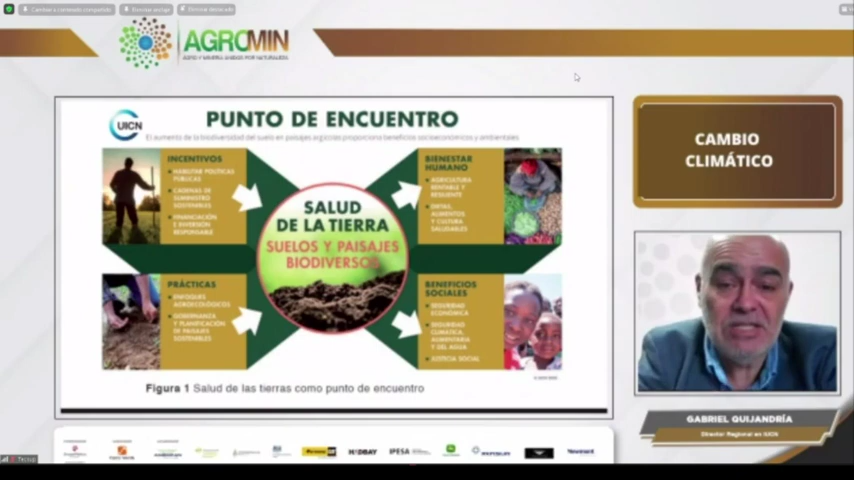 AGROMIN
AGRO Y MINERÍA UNIDAS POR NATURALEZA
CAMBIO
CLIMÁTICO
UICN
PUNTO DE ENCUENTRO
El aumento de la biodiversidad del suelo en paisajes agrícolas proporciona beneficios socioeconómicos y ambientales
INCENTIVOS
HABILITAR POLÍTICAS
PÚBLICAS
CADENAS DE
SUMINISTRO
SOSTENIBLES
FINANCIACIÓN
E INVERSIÓN
RESPONSABLE
BIENESTAR
HUMANO
AGRICULTURA
RENTABLE Y
RESILIENTE
DIETAS,
ALIMENTOS
Y CULTURA
SALUDABLES
SALUD
DE LA TIERRA
SUELOS Y PAISAJES
BIODIVERSOS
PRÁCTICAS
ENFOQUES
AGROECOLÓGICOS
GOBERNANZA
Y PLANIFICACIÓN
DE PAISAJES
SOSTENIBLES
BENEFICIOS
SOCIALES
SEGURIDAD
ECONÓMICA
SEGURIDAD
CLIMÁTICA,
ALIMENTARIA
Y DEL AGUA
JUSTICIA SOCIAL
Figura 1 Salud de las tierras como punto de encuentro
GABRIEL QUIJANDRÍA
Director Regional en UICN
HADBAY
IPESA
Newmont
Tecsup